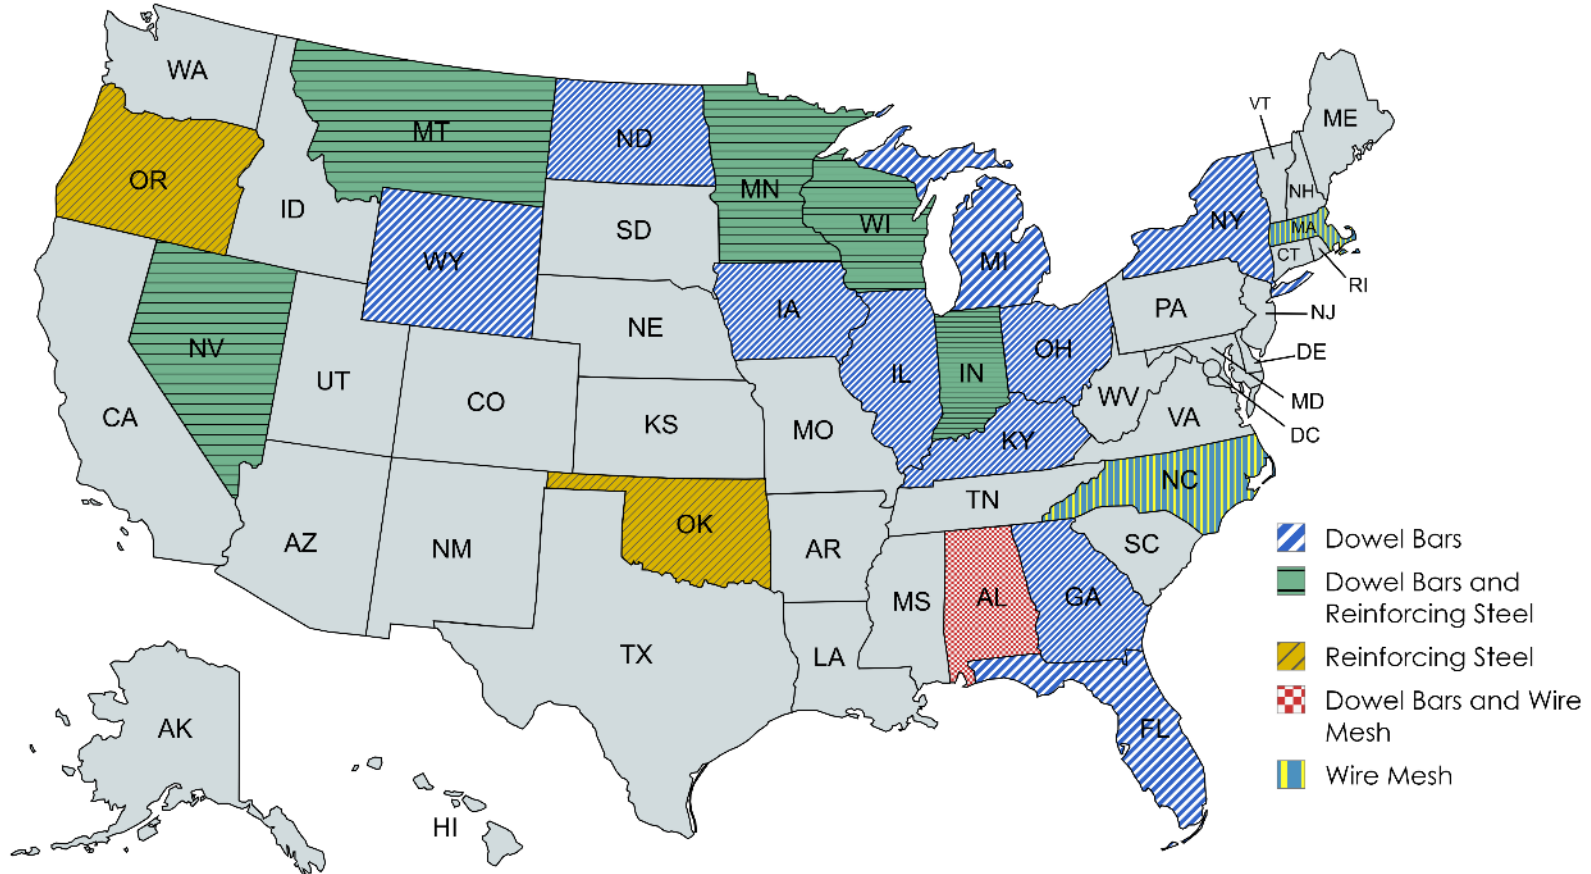 WA
ME
VT
MT
ND
OR
MN
NH
ID
WI
NY
MA
SD
CT
WY
MI
RI
PA
IA
NJ
NE
NV
OH
DE
IL
IN
UT
WV
CO
MD
CA
VA
KS
MO
DC
KY
NC
TN
OK
AZ
NM
AR
SC
Dowel Bars
Dowel Bars and
Reinforcing Steel
MS
AL
GA
TX
LA
Reinforcing Steel
Dowel Bars and Wire
Mesh
AK
FL
Wire Mesh
HI